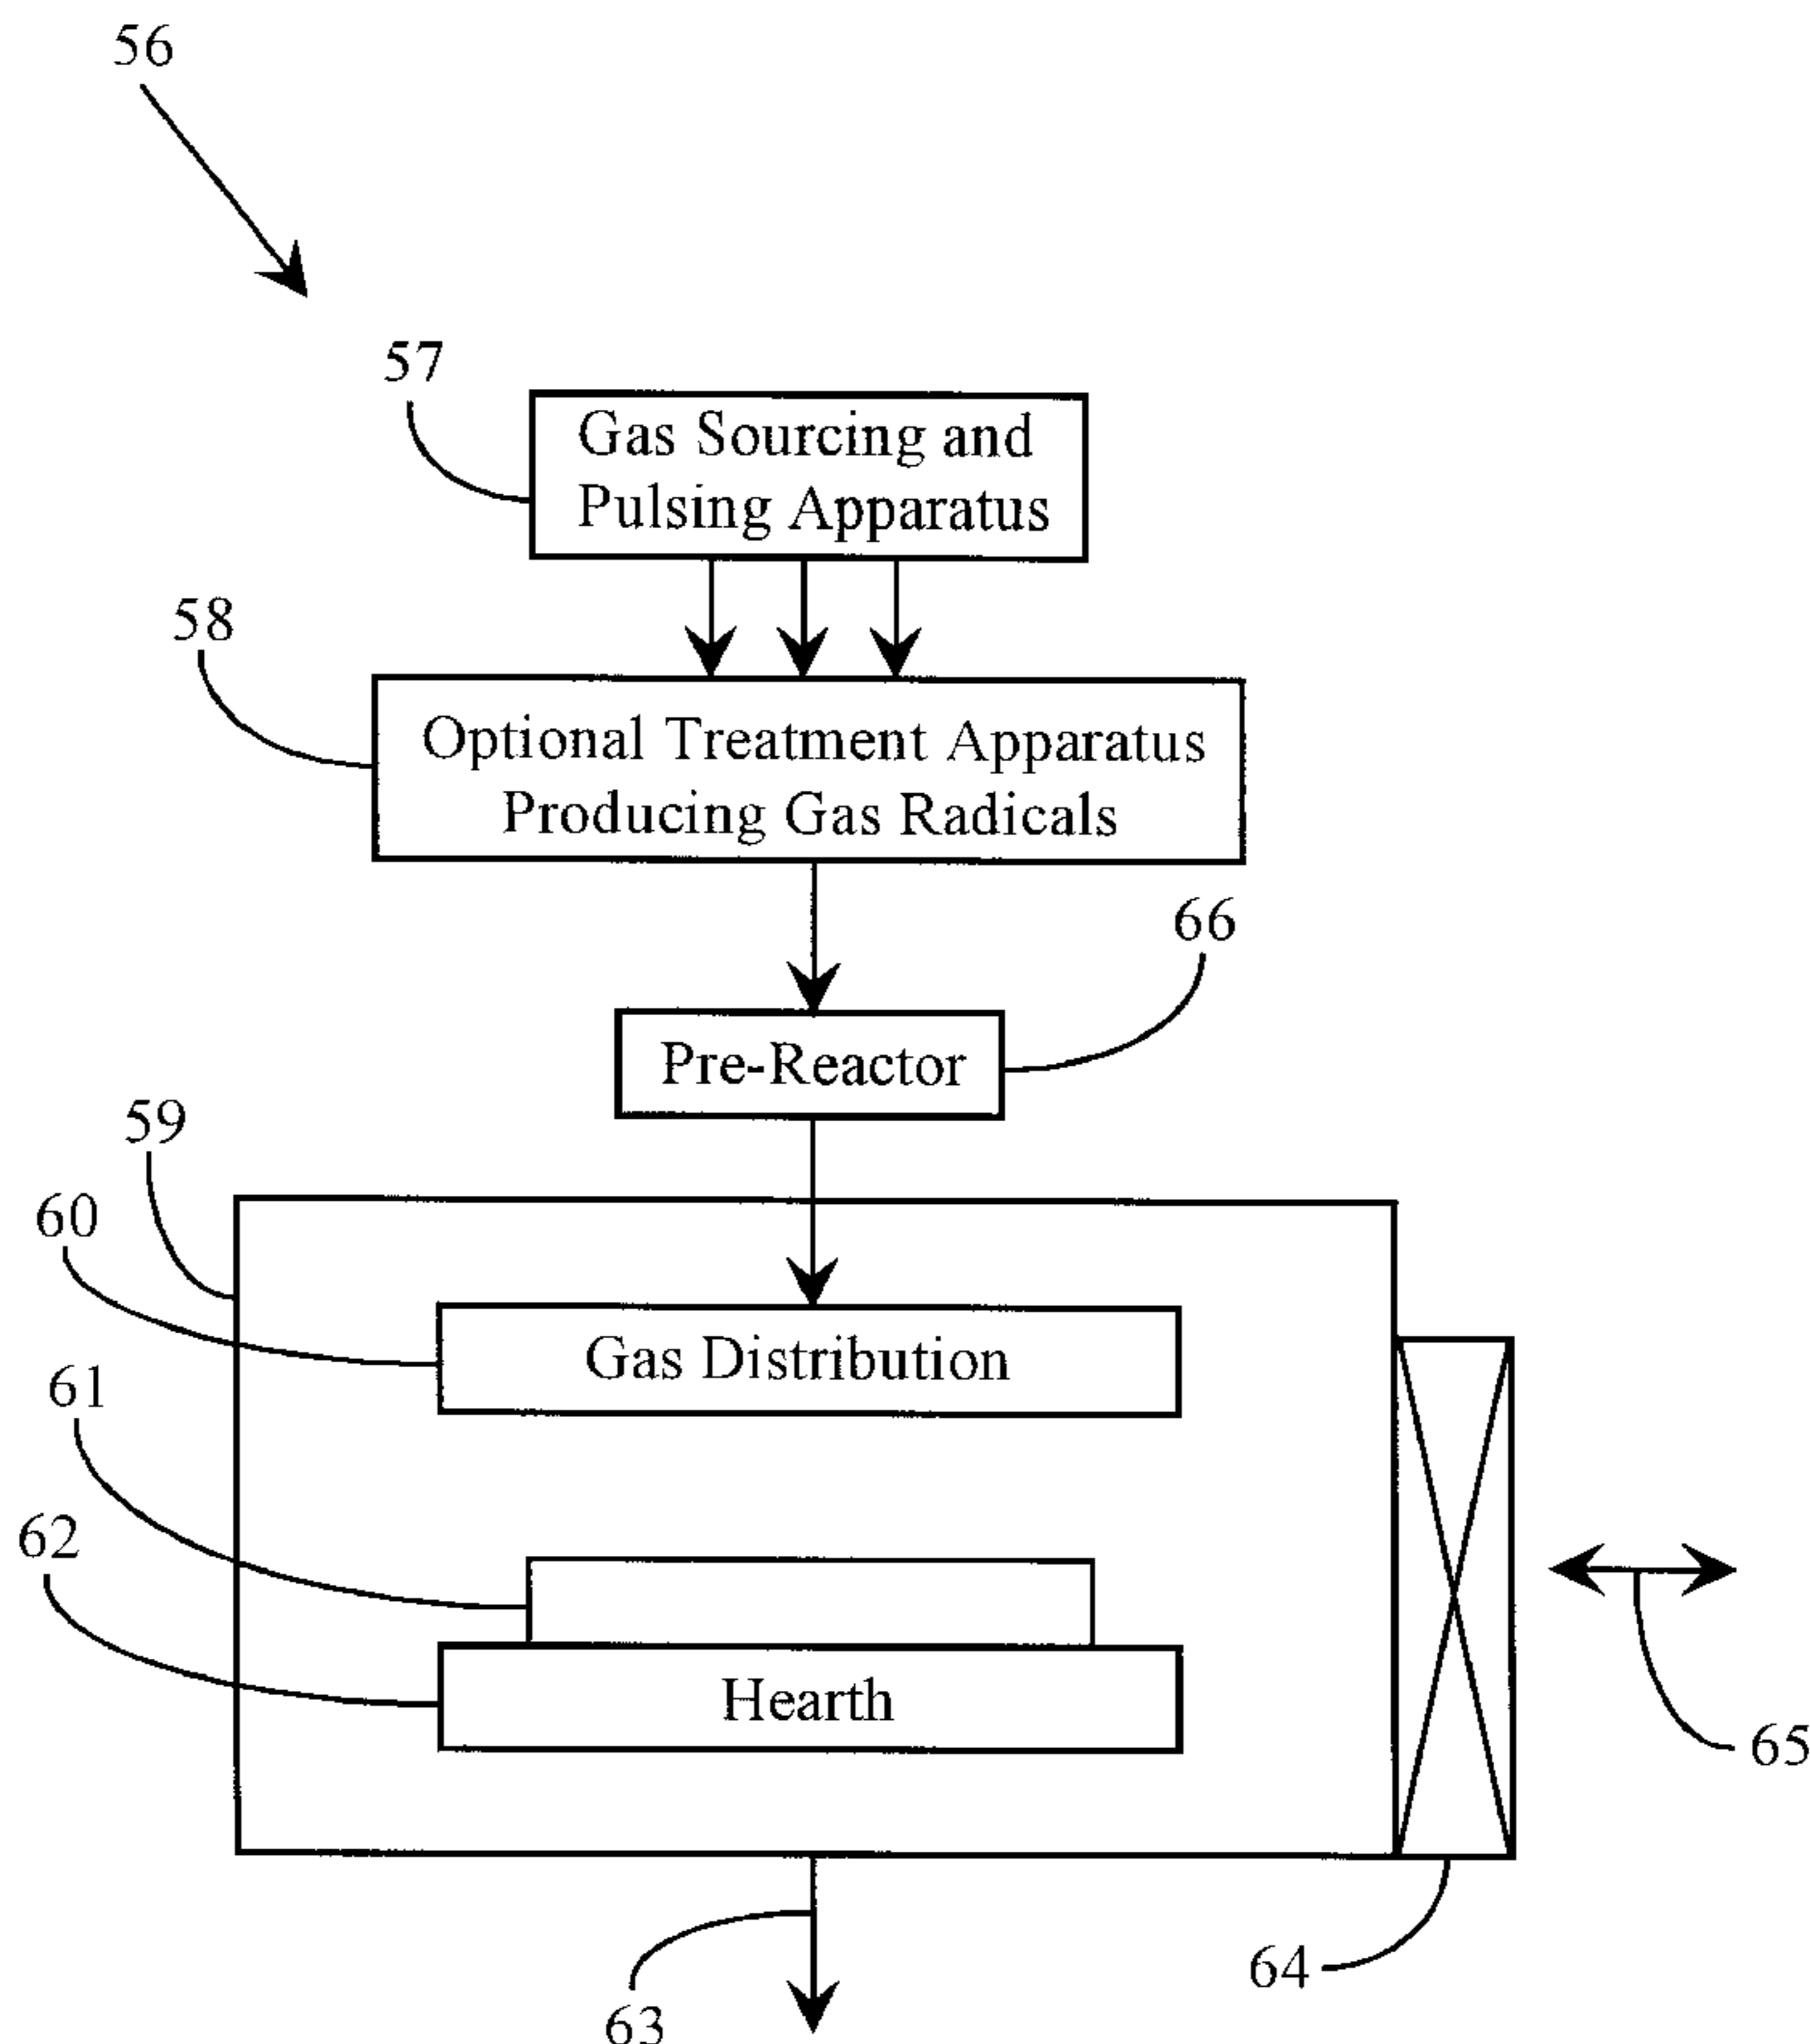 56
57
Gas Sourcing and
Pulsing Apparatus
58
Optional Treatment Apparatus
Producing Gas Radicals
66
Pre-Reactor
59
60
Gas Distribution
61
62
Hearth
65
64
63